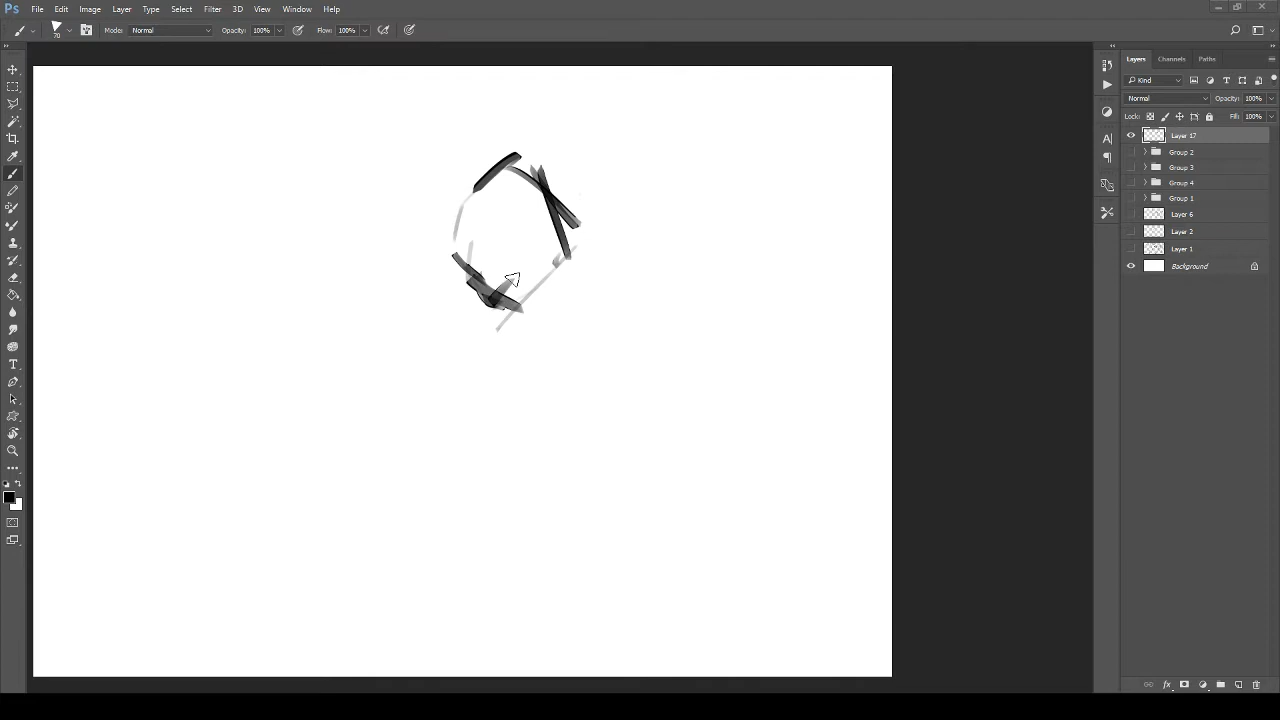 Ps File Edit Image Layer Type Select Filter 3D View Window Help
70 Mode: Normal Opacity: 100% Flow: 100%
Layers Channels Paths
Kind
Normal Opacity: 100%
Lock: Fill: 100%
Layer 17
Group 2
Group 3
Group 4
Group 1
Layer 6
Layer 2
Layer 1
Background